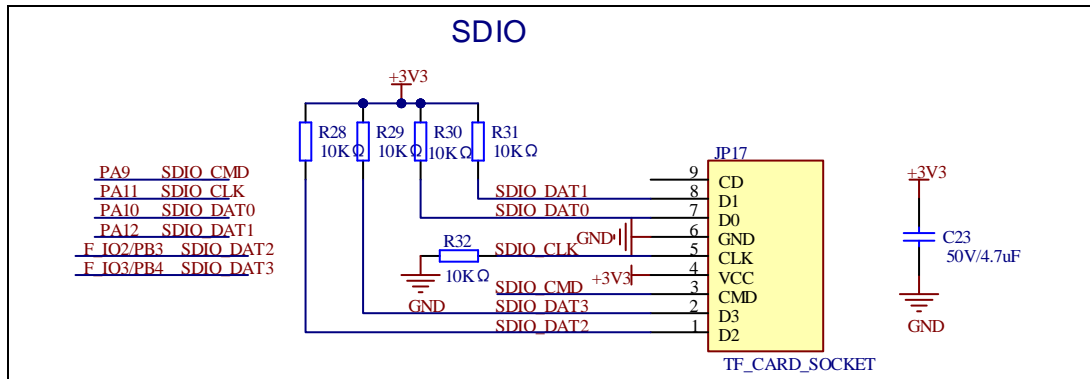 SDIO
+3V3
R28 R29 R30 R31
10KΩ 10KΩ 10KΩ 10KΩ
PA9 SDIO_CMD
PA11 SDIO_CLK
PA10 SDIO_DAT0
PA12 SDIO_DAT1
F_IO2/PB3 SDIO_DAT2
F_IO3/PB4 SDIO_DAT3
JP17
9 CD
SDIO_DAT1 8 D1
SDIO_DAT0 7 D0
GND 6 GND
R32 SDIO_CLK 5 CLK
10KΩ +3V3 4 VCC
SDIO_CMD 3 CMD
GND SDIO_DAT3 2 D3
SDIO_DAT2 1 D2
TF_CARD_SOCKET
+3V3
C23
50V/4.7uF
GND